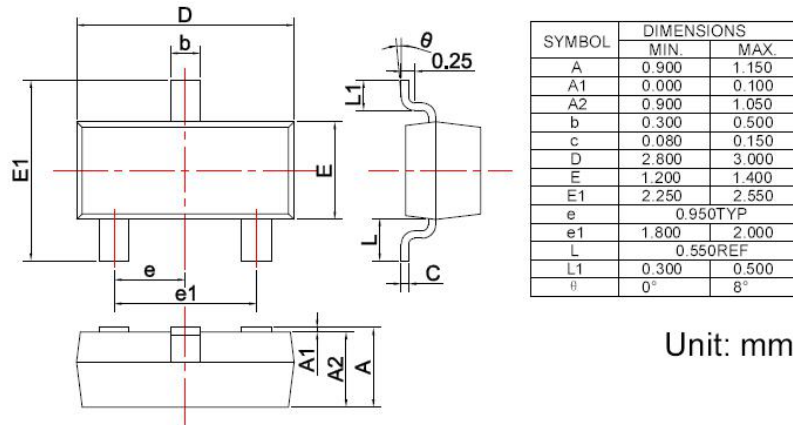 D
b
θ
0.25
L1
E1
E
L
C
e
e1
A1
A2
A
SYMBOL DIMENSIONS
MIN. MAX.
A 0.900 1.150
A1 0.000 0.100
A2 0.900 1.050
b 0.300 0.500
c 0.080 0.150
D 2.800 3.000
E 1.200 1.400
E1 2.250 2.550
e 0.950TYP
e1 1.800 2.000
L 0.550REF
L1 0.300 0.500
θ 0° 8°
Unit: mm